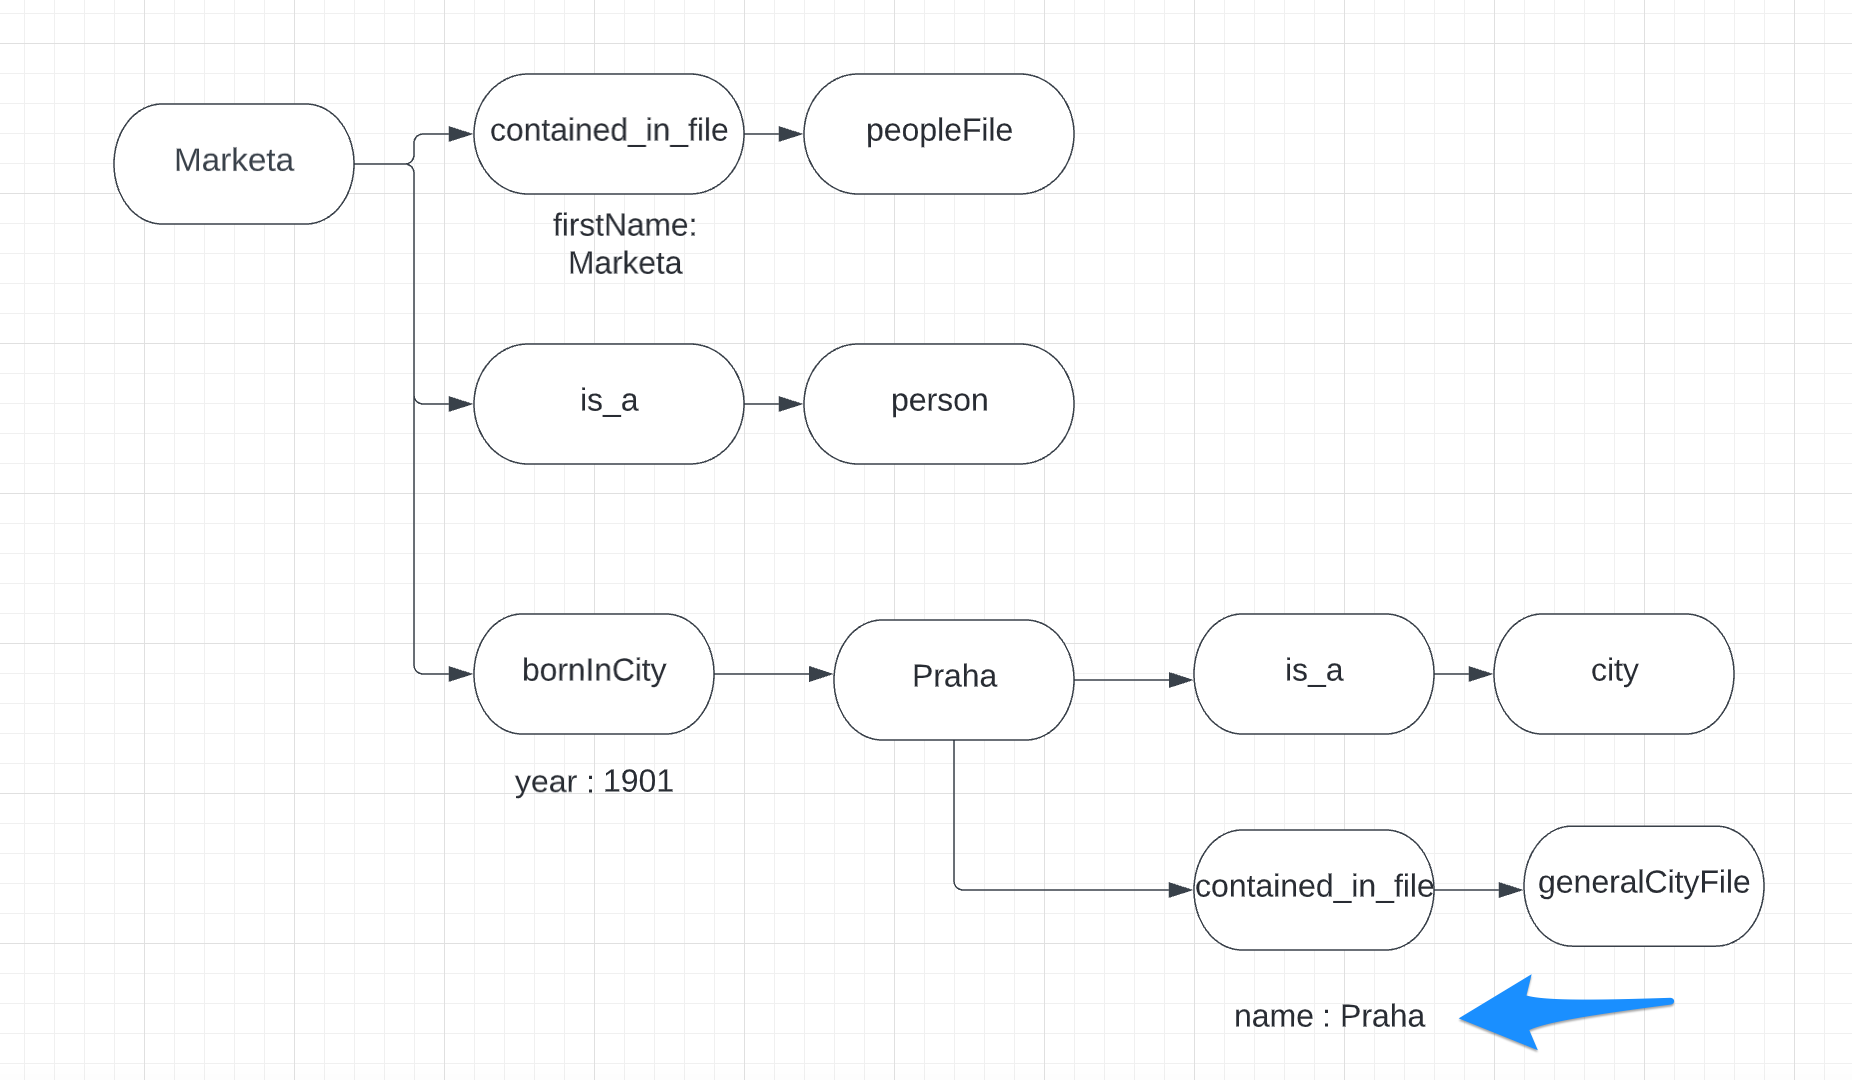 Marketa
contained_in_file
peopleFile
firstName:
Marketa
is_a
person
bornInCity
Praha
is_a
city
year : 1901
contained_in_file
generalCityFile
name : Praha